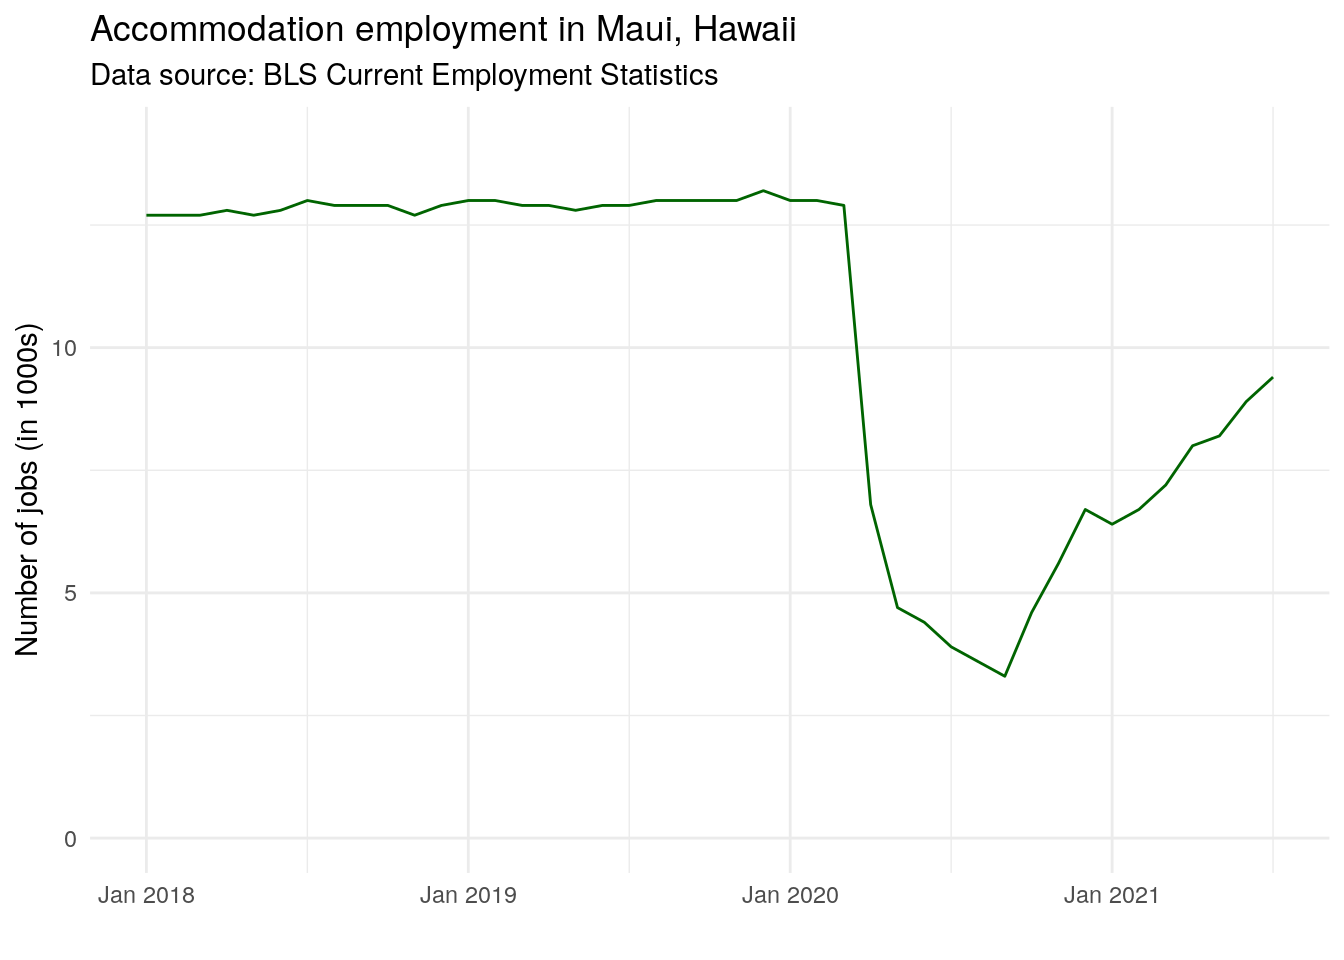 Accommodation employment in Maui, Hawaii
Data source: BLS Current Employment Statistics
Number of jobs (in 1000s)
10
5
0
Jan 2018
Jan 2019
Jan 2020
Jan 2021